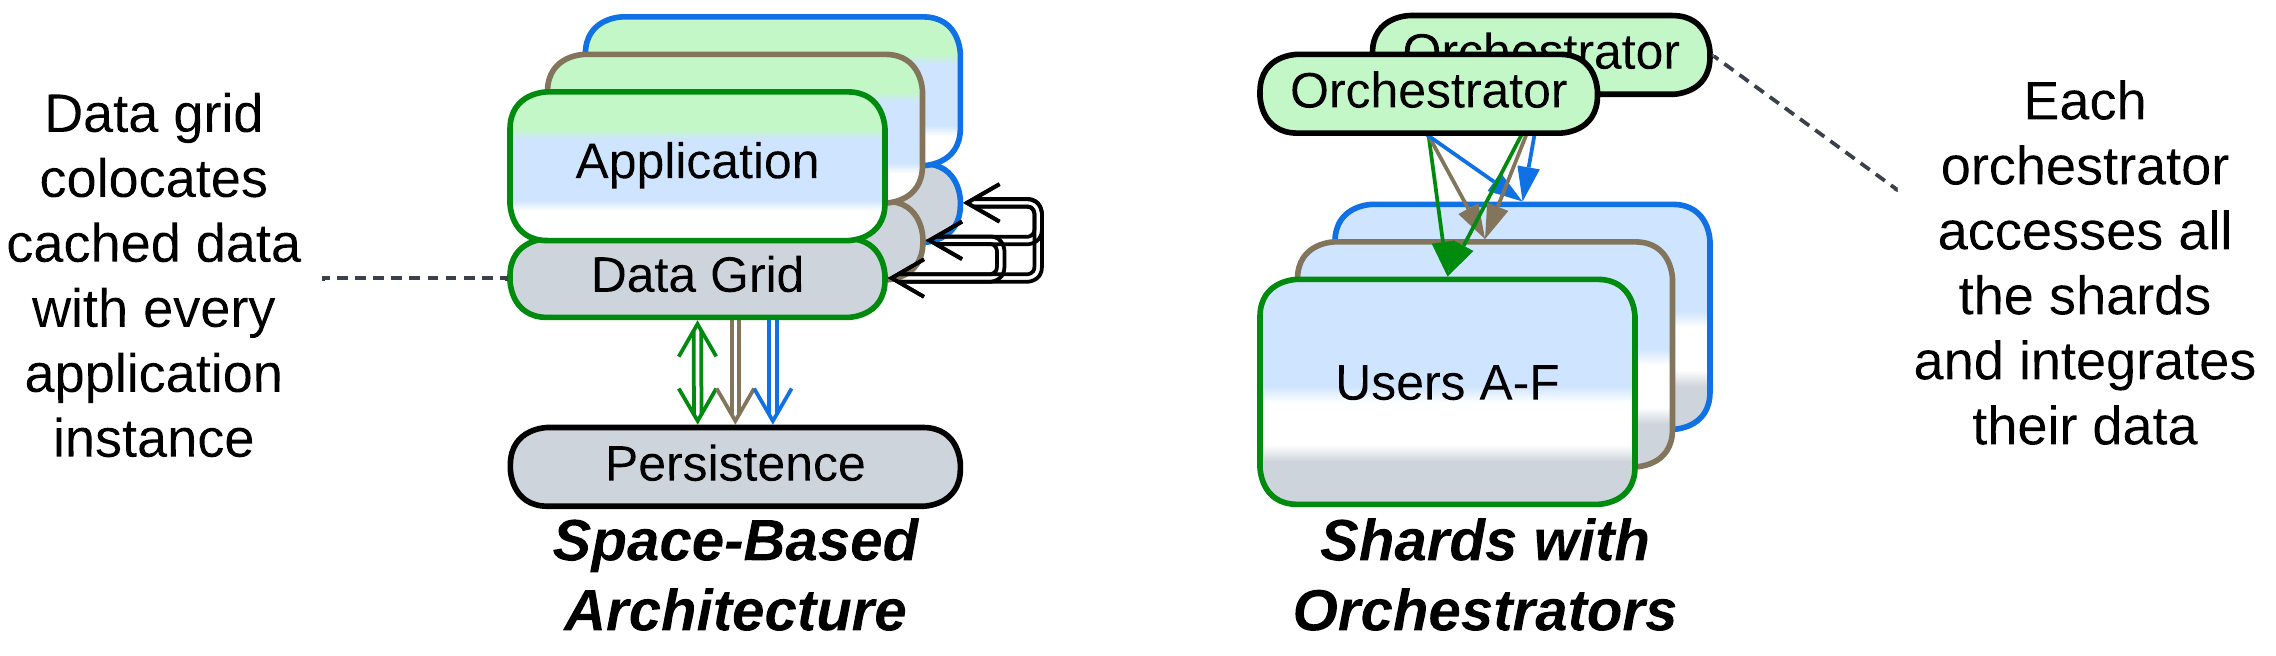 Data grid
colocates
cached data
with every
application
instance
Application
Data Grid
Persistence
Space-Based
Architecture
Orchestrator
Orchestrator
Users A-F
Shards with
Orchestrators
Each
orchestrator
accesses all
the shards
and integrates
their data